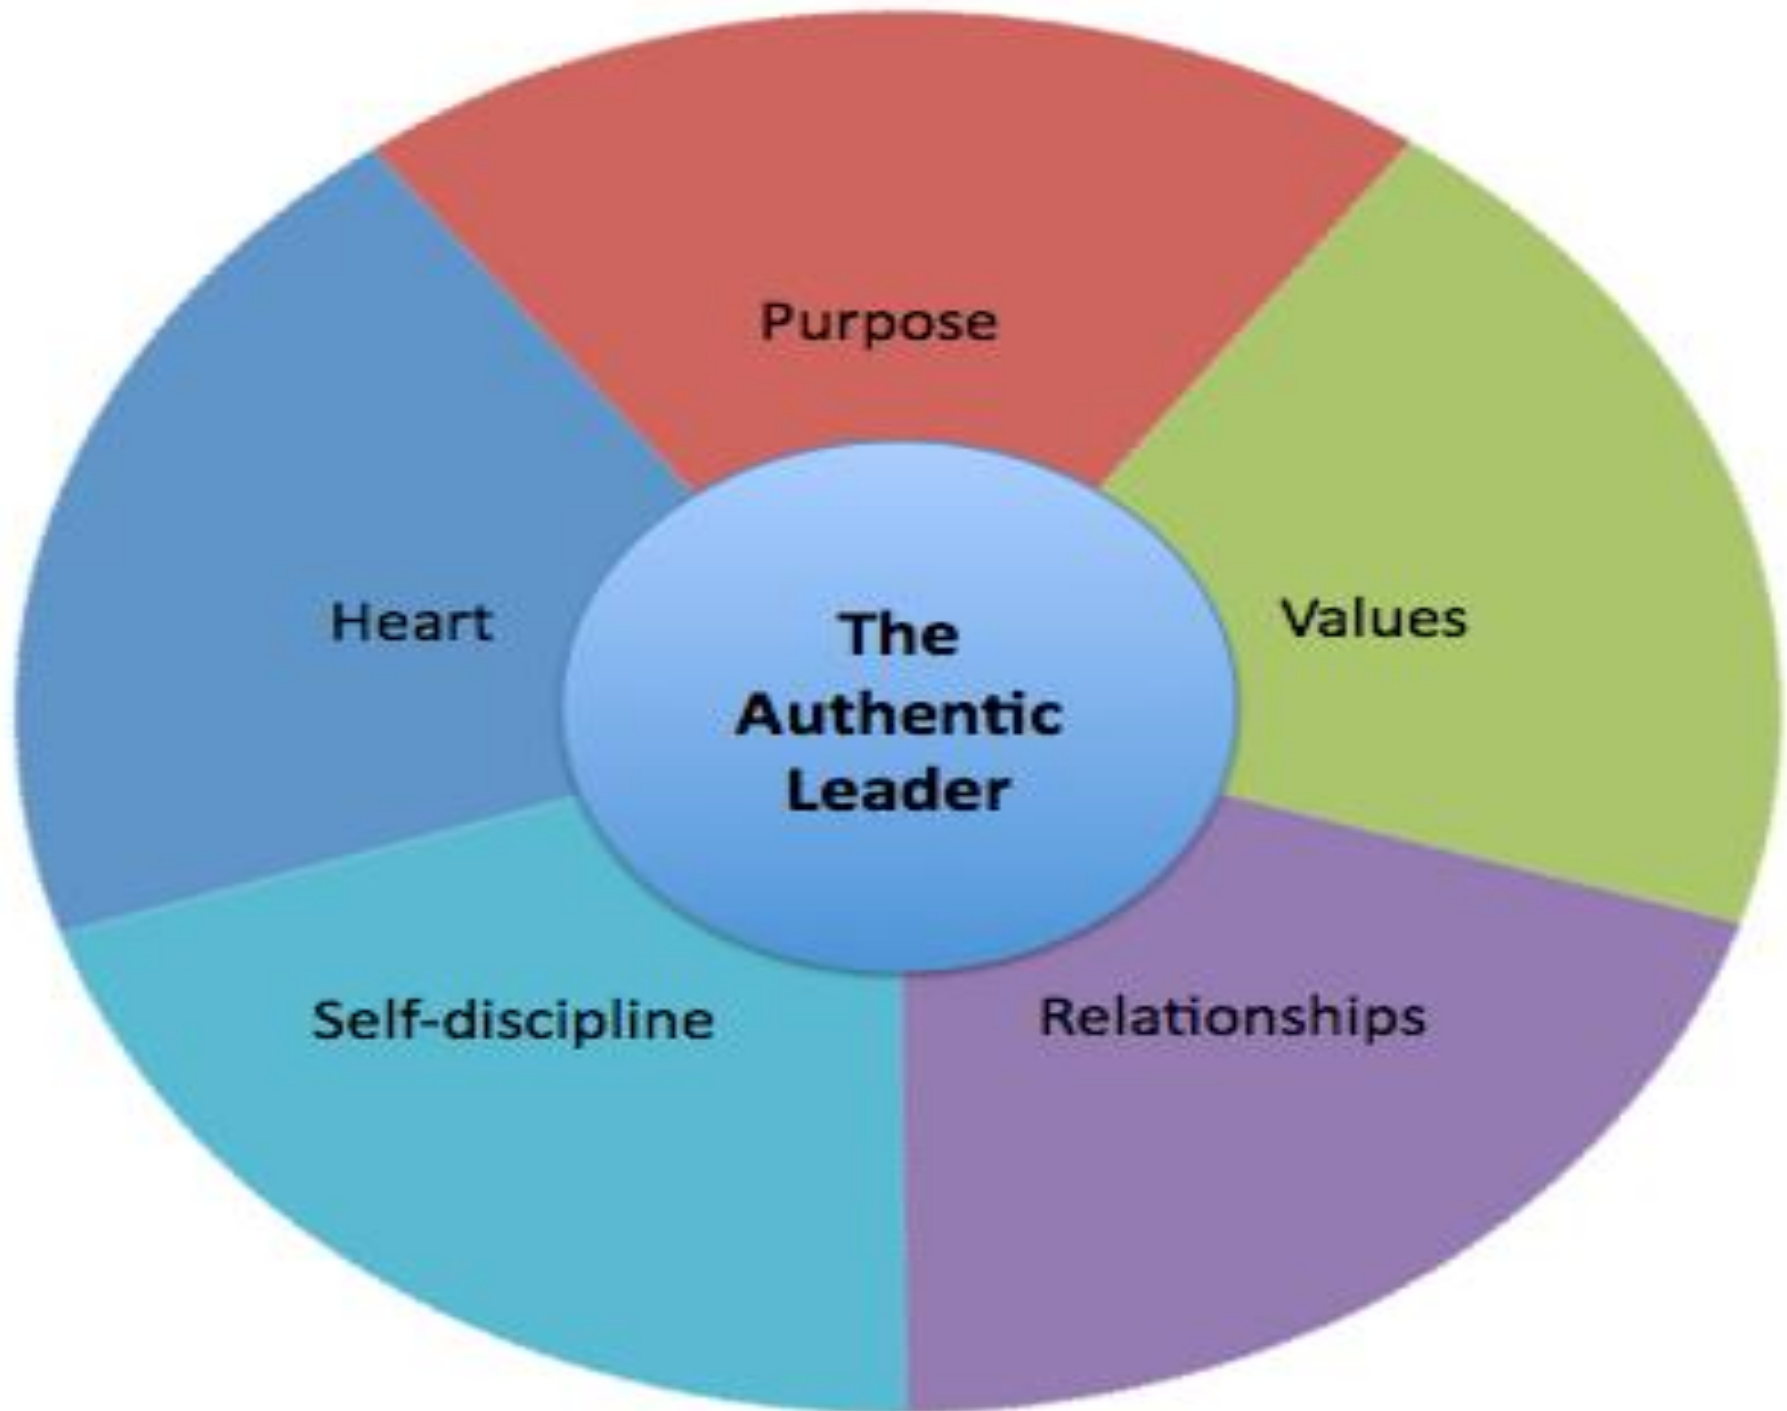 Purpose
Heart
Values
The
Authentic
Leader
Self-discipline
Relationships